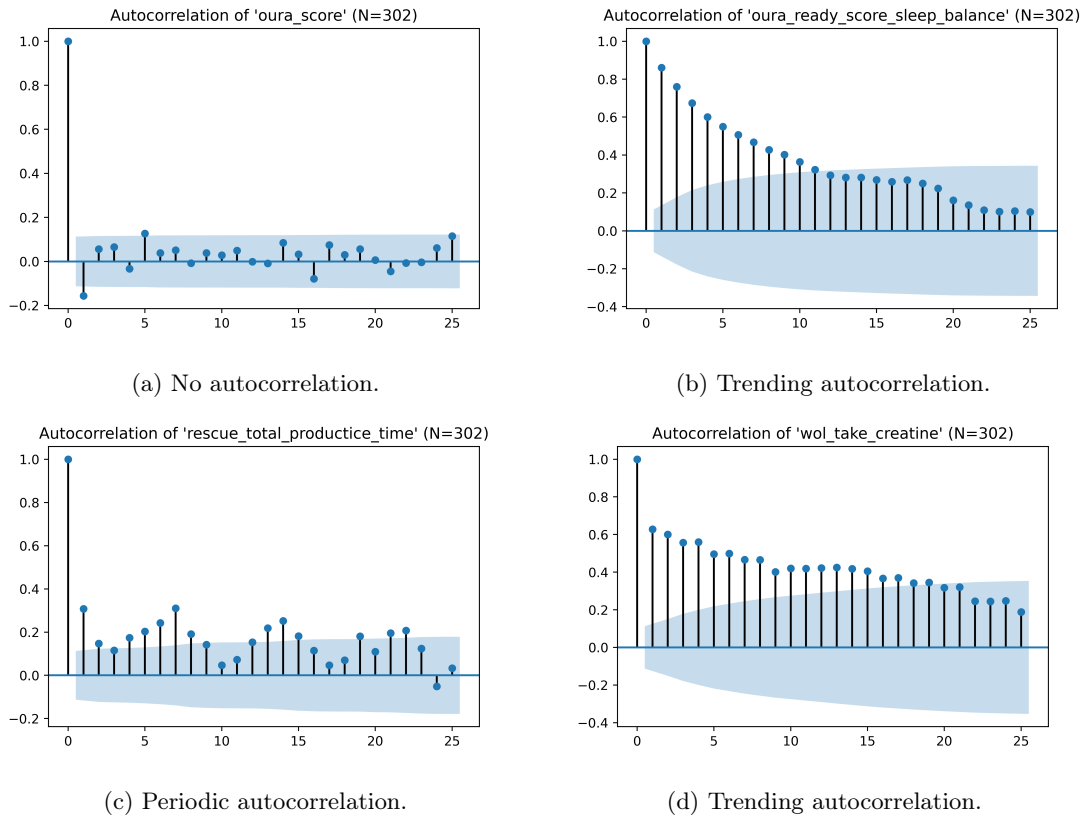 Autocorrelation of 'oura_score' (N=302)
1.0
0.8
0.6
0.4
0.2
0.0
−0.2
0 5 10 15 20 25
(a) No autocorrelation.
Autocorrelation of 'oura_ready_score_sleep_balance' (N=302)
1.0
0.8
0.6
0.4
0.2
0.0
−0.2
−0.4
0 5 10 15 20 25
(b) Trending autocorrelation.
Autocorrelation of 'rescue_total_productice_time' (N=302)
1.0
0.8
0.6
0.4
0.2
0.0
−0.2
0 5 10 15 20 25
(c) Periodic autocorrelation.
Autocorrelation of 'wol_take_creatine' (N=302)
1.0
0.8
0.6
0.4
0.2
0.0
−0.2
−0.4
0 5 10 15 20 25
(d) Trending autocorrelation.